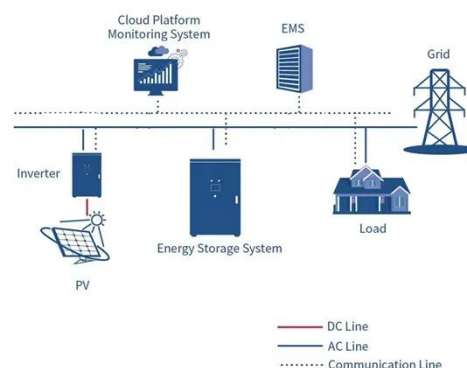 Cloud Platform
Monitoring System
EMS
Grid
Inverter
Energy Storage System
Load
PV
DC Line
AC Line
Communication Line